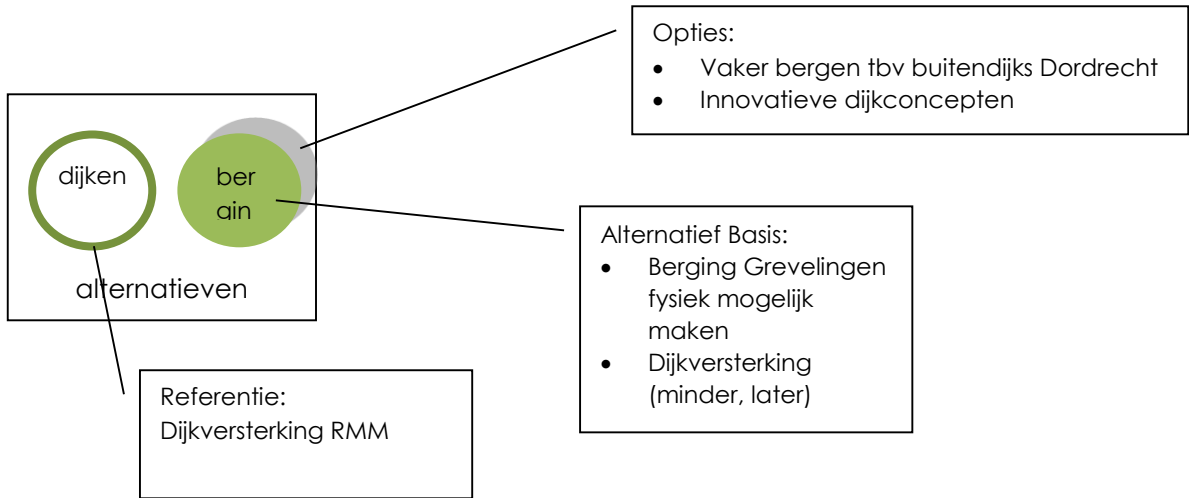 Opties:
• Vaker bergen tbv buitendijks Dordrecht
• Innovatieve dijkconcepten
dijken
ber
gin
alternatieven
Alternatief Basis:
• Berging Grevelingen
fysiek mogelijk
maken
• Dijkversterking
(minder, later)
Referentie:
Dijkversterking RMM